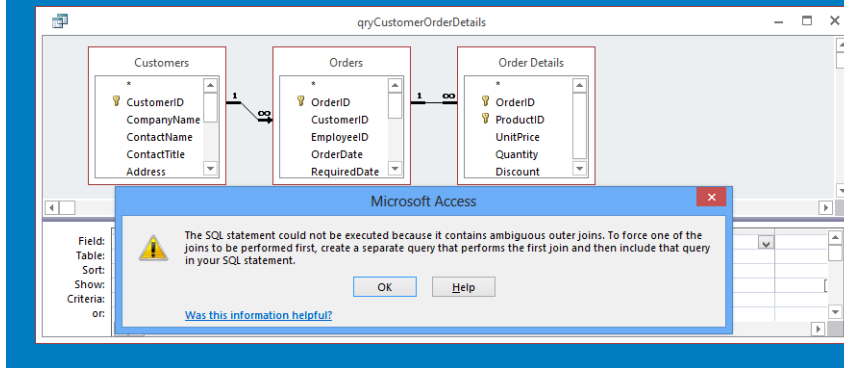 qryCustomerOrderDetails
Customers
*
CustomerID
CompanyName
ContactName
ContactTitle
Address
1
∞
Orders
*
OrderID
CustomerID
EmployeeID
OrderDate
RequiredDate
1
∞
Order Details
*
OrderID
ProductID
UnitPrice
Quantity
Discount
Microsoft Access
The SQL statement could not be executed because it contains ambiguous outer joins. To force one of the
joins to be performed first, create a separate query that performs the first join and then include that query
in your SQL statement.
OK
Help
Was this information helpful?
Field:
Table:
Sort:
Show:
Criteria:
or: